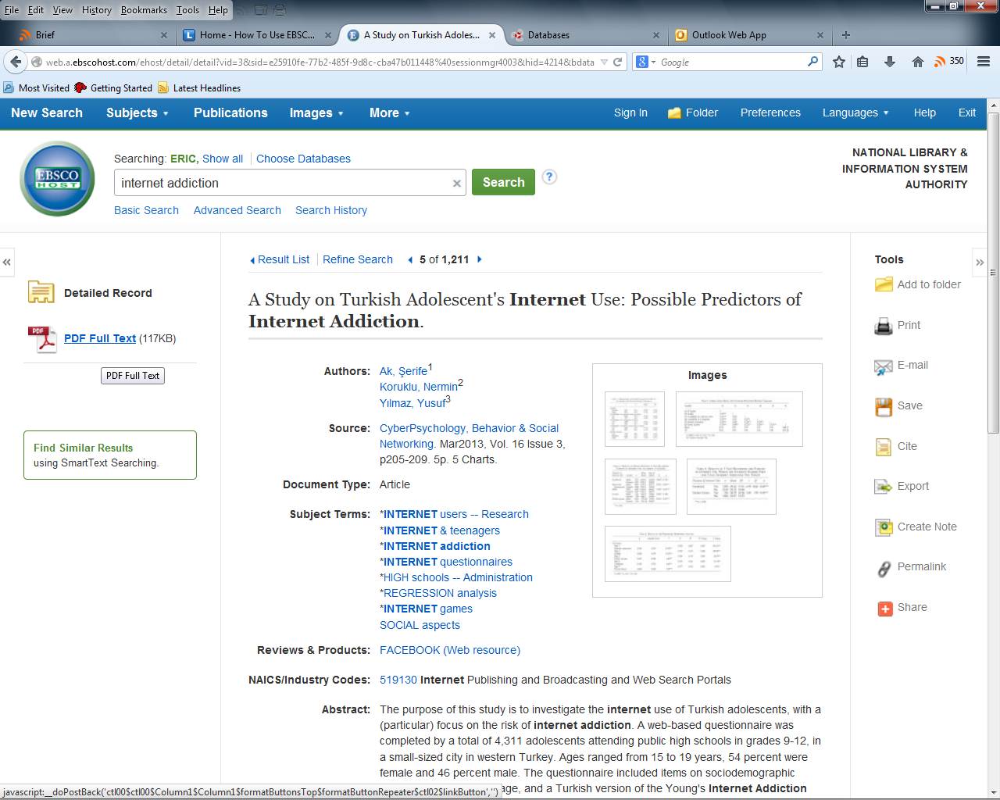 File Edit View History Bookmarks Tools Help
Brief
Home - How To Use EBSC...
A Study on Turkish Adoles...
Databases
Outlook Web App
web.a.ebscohost.com/ehost/detail/detail?vid=3&sid=e25910fe-77b2-485f-9d8c-cba47b011448%40sessionmgr4003&hid=4214&bdata
Google
350
Most Visited Getting Started Latest Headlines
New Search Subjects Publications Images More Sign In Folder Preferences Languages Help Exit
Searching: ERIC, Show all Choose Databases
EBSCO
HOST
internet addiction
Search
?
Basic Search Advanced Search Search History
NATIONAL LIBRARY &
INFORMATION SYSTEM
AUTHORITY
Detailed Record
PDF Full Text (117KB)
PDF Full Text
Find Similar Results
using SmartText Searching.
Result List Refine Search 5 of 1,211
A Study on Turkish Adolescent's Internet Use: Possible Predictors of
Internet Addiction.
Authors: Ak, Şerife1
Koruklu, Nermin2
Yılmaz, Yusuf3
Source: CyberPsychology, Behavior & Social
Networking. Mar2013, Vol. 16 Issue 3,
p205-209. 5p. 5 Charts.
Document Type: Article
Subject Terms: *INTERNET users -- Research
*INTERNET & teenagers
*INTERNET addiction
*INTERNET questionnaires
*HIGH schools -- Administration
*REGRESSION analysis
*INTERNET games
SOCIAL aspects
Reviews & Products: FACEBOOK (Web resource)
NAICS/Industry Codes: 519130 Internet Publishing and Broadcasting and Web Search Portals
Abstract: The purpose of this study is to investigate the internet use of Turkish adolescents, with a
(particular) focus on the risk of internet addiction. A web-based questionnaire was
completed by a total of 4,311 adolescents attending public high schools in grades 9-12, in
a small-sized city in western Turkey. Ages ranged from 15 to 19 years, 54 percent were
female and 46 percent male. The questionnaire included items on sociodemographic
age, and a Turkish version of the Young's Internet Addiction
Images
Tools
Add to folder
Print
E-mail
Save
Cite
Export
Create Note
Permalink
Share
javascript:__doPostBack('ctl00$ctl00$Column1$Column1$formatButtonsTop$formatButtonRepeater$ctl02$linkButton','')